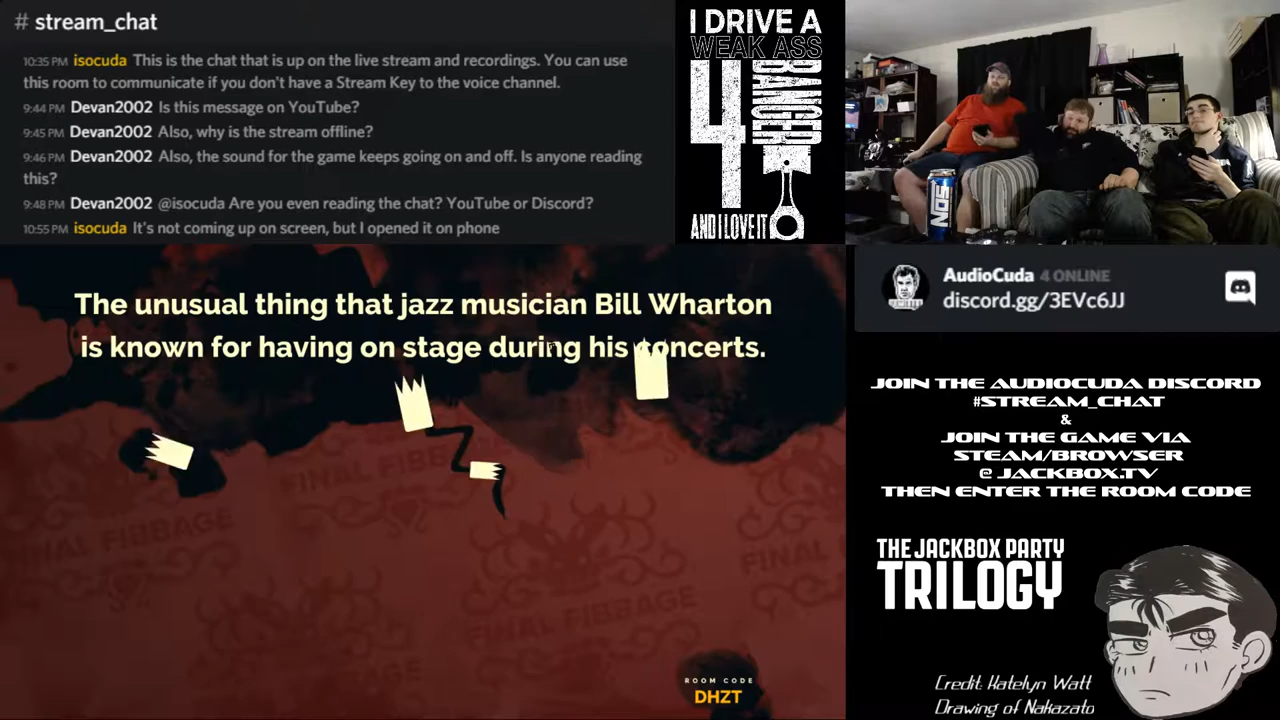 # stream_chat
10:35 PM isocuda This is the chat that is up on the live stream and recordings. You can use
this room to communicate if you don't have a Stream Key to the voice channel.
9:44 PM Devan2002 Is this message on YouTube?
9:45 PM Devan2002 Also, why is the stream offline?
9:46 PM Devan2002 Also, the sound for the game keeps going on and off. Is anyone reading
this?
9:48 PM Devan2002 @isocuda Are you even reading the chat? YouTube or Discord?
10:55 PM isocuda It's not coming up on screen, but I opened it on phone
I DRIVE A
WEAK ASS
4
BANGER
AND I LOVE IT
The unusual thing that jazz musician Bill Wharton
is known for having on stage during his concerts.
FINAL FIBBAGE
FINAL FIBBAGE
FINAL FIBBAGE
ROOM CODE
DHZT
AudioCuda 4 ONLINE
discord.gg/3EVc6JJ
JOIN THE AUDIOCUDA DISCORD
#STREAM_CHAT
&
JOIN THE GAME VIA
STEAM/BROWSER
@ JACKBOX.TV
THEN ENTER THE ROOM CODE
THE JACKBOX PARTY
TRILOGY
Credit: Katelyn Watt
Drawing of Nakazato